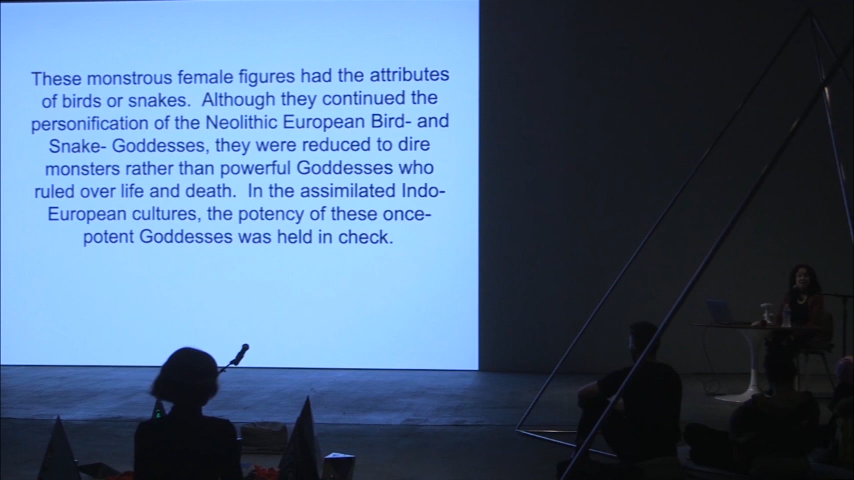 These monstrous female figures had the attributes
of birds or snakes.  Although they continued the
personification of the Neolithic European Bird- and
Snake- Goddesses, they were reduced to dire
monsters rather than powerful Goddesses who
ruled over life and death.  In the assimilated Indo-
European cultures, the potency of these once-
potent Goddesses was held in check.